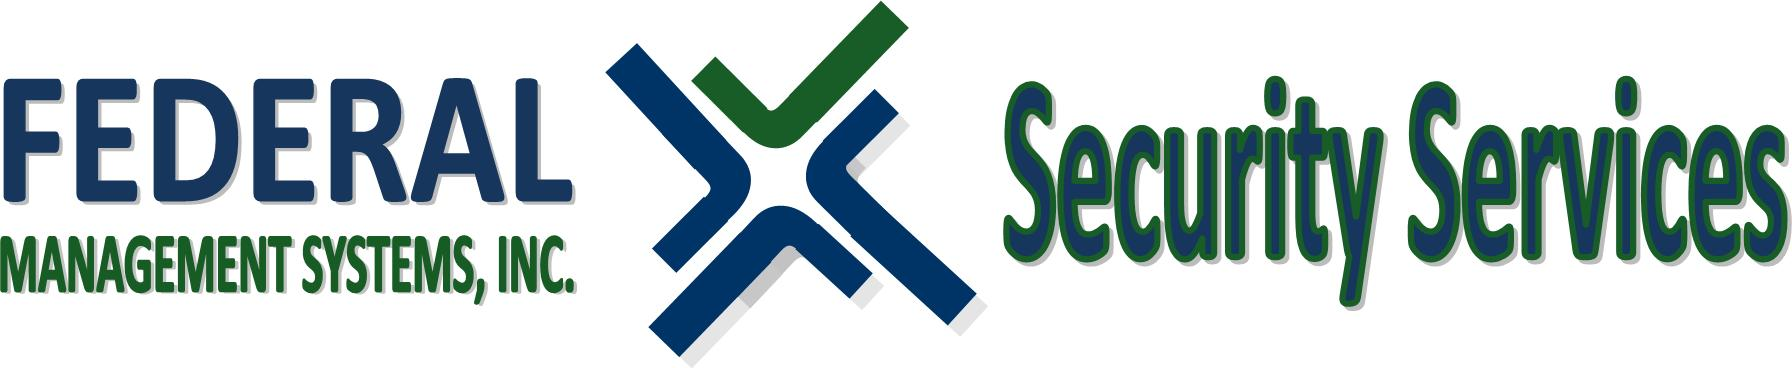 FEDERAL
MANAGEMENT SYSTEMS, INC.
Security Services